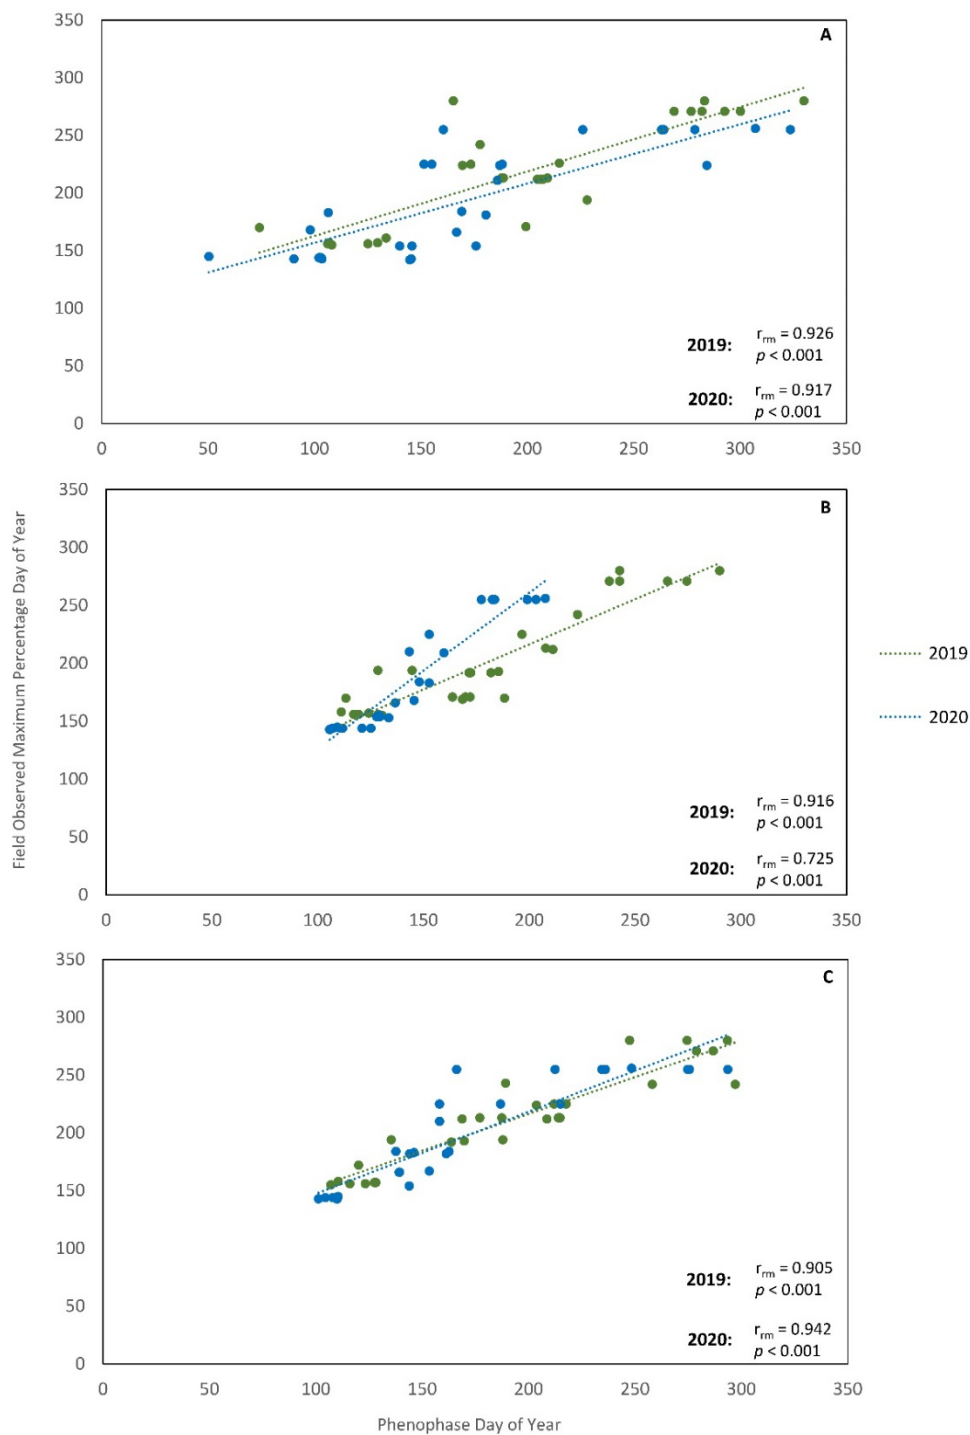 350
A
300
250
200
150
100
50
0
2019:
r_rm = 0.926
p < 0.001
2020:
r_rm = 0.917
p < 0.001
0 50 100 150 200 250 300 350
Field Observed Maximum Percentage Day of Year
350
B
300
250
200
150
100
50
0
2019:
r_rm = 0.916
p < 0.001
2020:
r_rm = 0.725
p < 0.001
0 50 100 150 200 250 300 350
2019
2020
350
C
300
250
200
150
100
50
0
2019:
r_rm = 0.905
p < 0.001
2020:
r_rm = 0.942
p < 0.001
0 50 100 150 200 250 300 350
Phenophase Day of Year